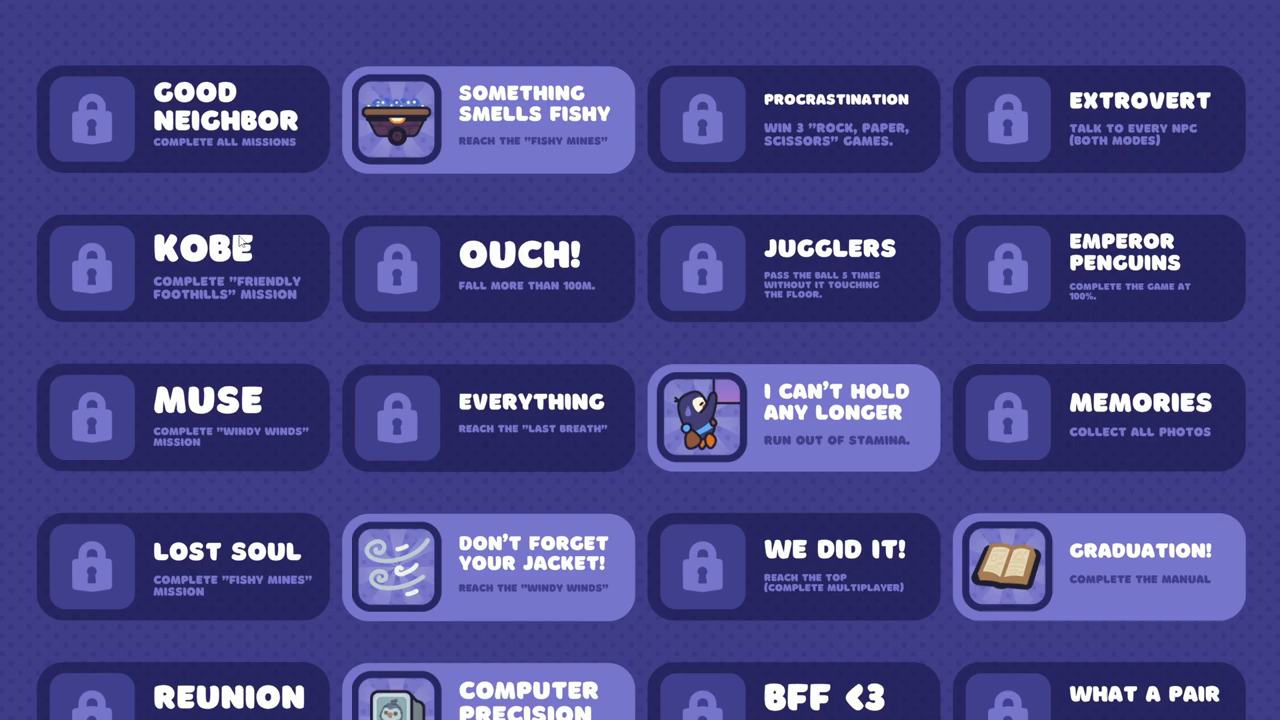 GOOD
NEIGHBOR
COMPLETE ALL MISSIONS
SOMETHING
SMELLS FISHY
REACH THE "FISHY MINES"
PROCRASTINATION
WIN 3 "ROCK, PAPER,
SCISSORS" GAMES.
EXTROVERT
TALK TO EVERY NPC
(BOTH MODES)
KOBE
COMPLETE "FRIENDLY
FOOTHILLS" MISSION
OUCH!
FALL MORE THAN 100M.
JUGGLERS
PASS THE BALL 5 TIMES
WITHOUT IT TOUCHING
THE FLOOR.
EMPEROR
PENGUINS
COMPLETE THE GAME AT
100%.
MUSE
COMPLETE "WINDY WINDS"
MISSION
EVERYTHING
REACH THE "LAST BREATH"
I CAN'T HOLD
ANY LONGER
RUN OUT OF STAMINA.
MEMORIES
COLLECT ALL PHOTOS
LOST SOUL
COMPLETE "FISHY MINES"
MISSION
DON'T FORGET
YOUR JACKET!
REACH THE "WINDY WINDS"
WE DID IT!
REACH THE TOP
(COMPLETE MULTIPLAYER)
GRADUATION!
COMPLETE THE MANUAL
REUNION
COMPUTER
PRECISION
BFF <3
WHAT A PAIR